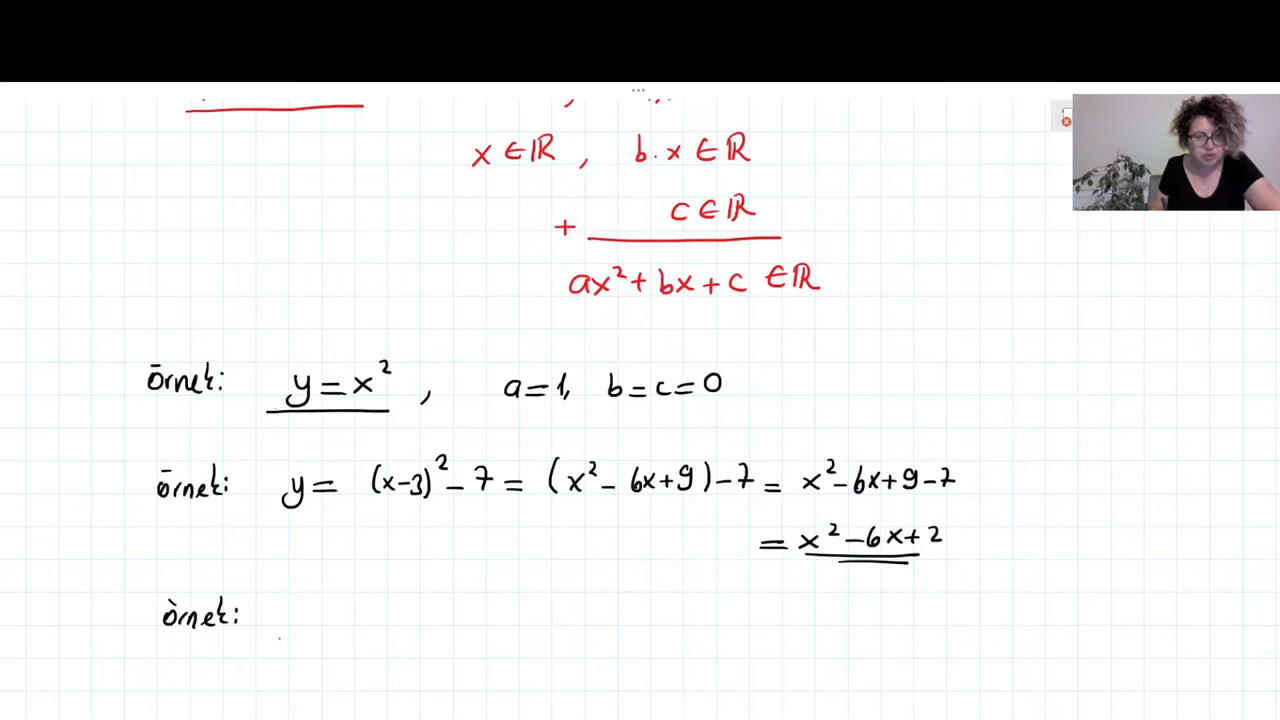 x ∈ ℝ , b.x ∈ ℝ
c ∈ ℝ
+
ax² + bx + c ∈ ℝ
örnek: y = x² , a = 1, b = c = 0
örnek: y = (x-3)² - 7 = (x² - 6x + 9) - 7 = x² - 6x + 9 - 7
= x² - 6x + 2
örnek: